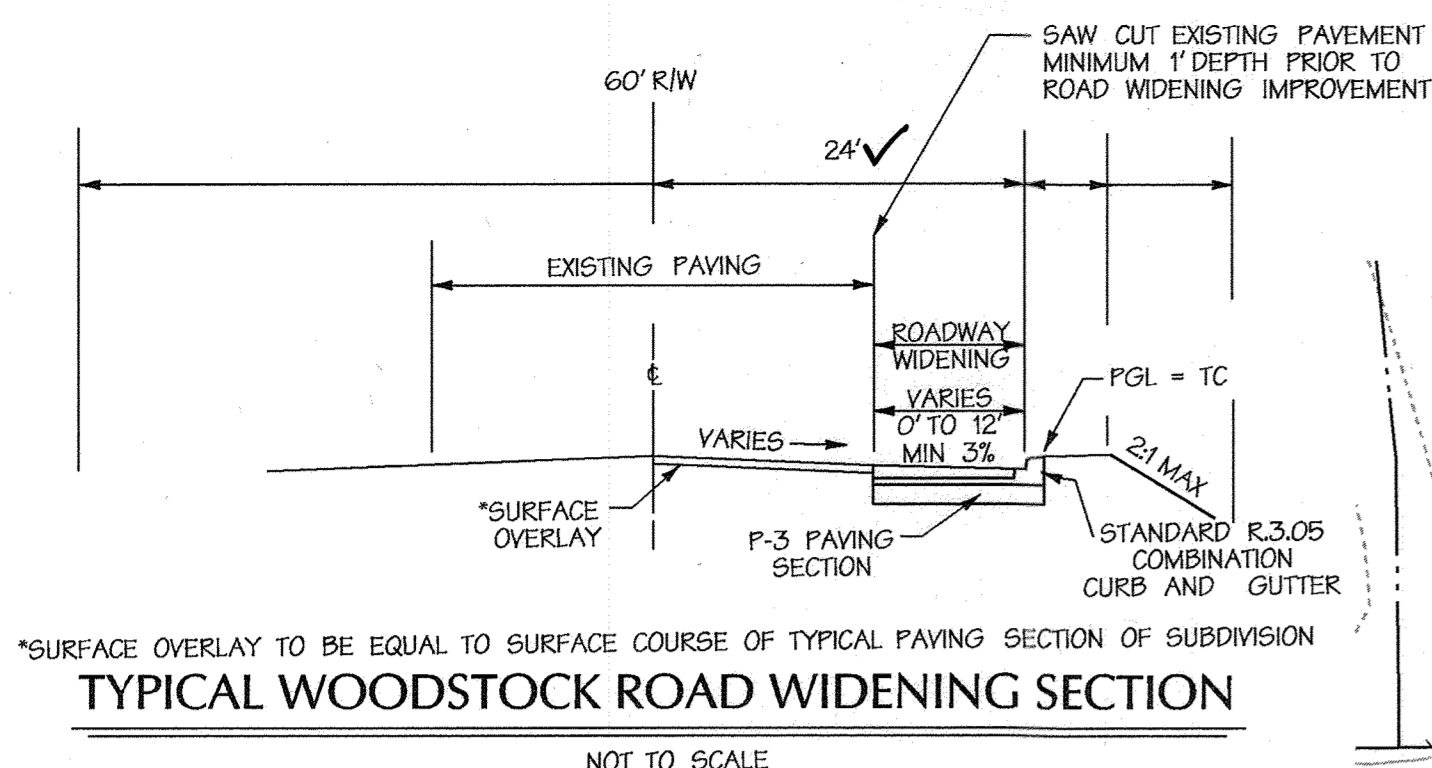 SAW CUT EXISTING PAVEMENT
MINIMUM 1' DEPTH PRIOR TO
ROAD WIDENING IMPROVEMENT
60' R/W
24'
EXISTING PAVING
ROADWAY
WIDENING
VARIES
0' TO 12'
MIN 3%
℄
PGL = TC
VARIES
2:1 MAX
*SURFACE
OVERLAY
P-3 PAVING
SECTION
STANDARD R.3.05
COMBINATION
CURB AND GUTTER
*SURFACE OVERLAY TO BE EQUAL TO SURFACE COURSE OF TYPICAL PAVING SECTION OF SUBDIVISION
TYPICAL WOODSTOCK ROAD WIDENING SECTION
NOT TO SCALE